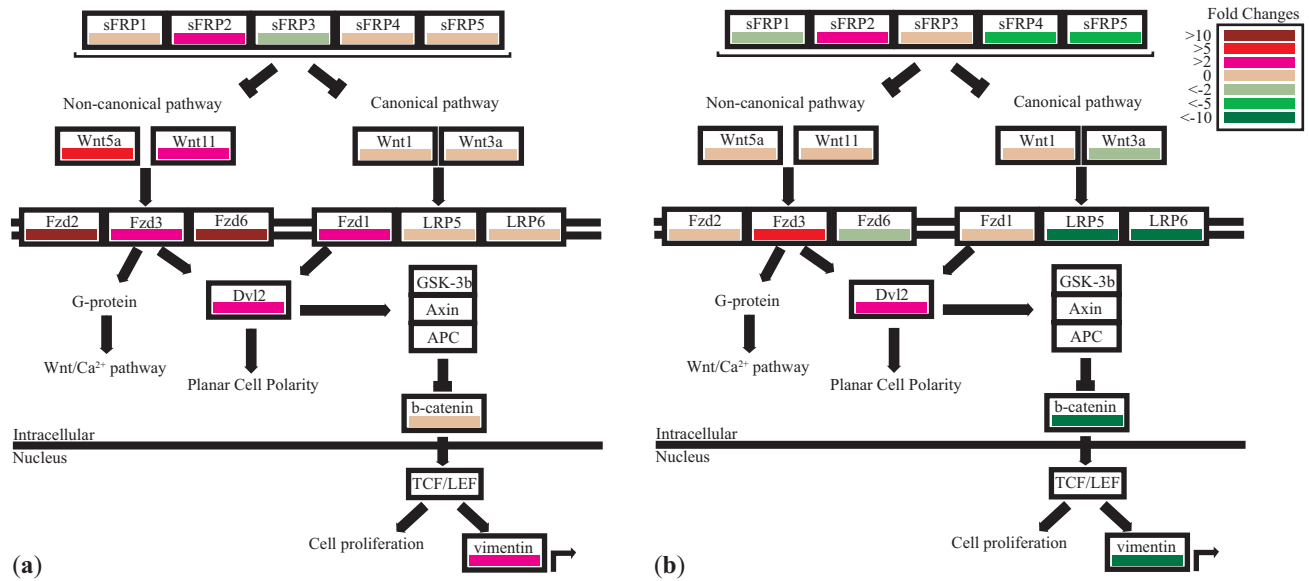 sFRP1 sFRP2 sFRP3 sFRP4 sFRP5
Non-canonical pathway Canonical pathway
Wnt5a Wnt11 Wnt1 Wnt3a
Fzd2 Fzd3 Fzd6 Fzd1 LRP5 LRP6
GSK-3b
G-protein Dvl2 Axin
APC
Wnt/Ca²⁺ pathway Planar Cell Polarity
b-catenin
Intracellular
Nucleus
TCF/LEF
Cell proliferation vimentin
(a)
sFRP1 sFRP2 sFRP3 sFRP4 sFRP5
Non-canonical pathway Canonical pathway
Wnt5a Wnt11 Wnt1 Wnt3a
Fzd2 Fzd3 Fzd6 Fzd1 LRP5 LRP6
GSK-3b
G-protein Dvl2 Axin
APC
Wnt/Ca²⁺ pathway Planar Cell Polarity
b-catenin
Intracellular
Nucleus
TCF/LEF
Cell proliferation vimentin
(b)
Fold Changes
>10
>5
>2
0
<-2
<-5
<-10